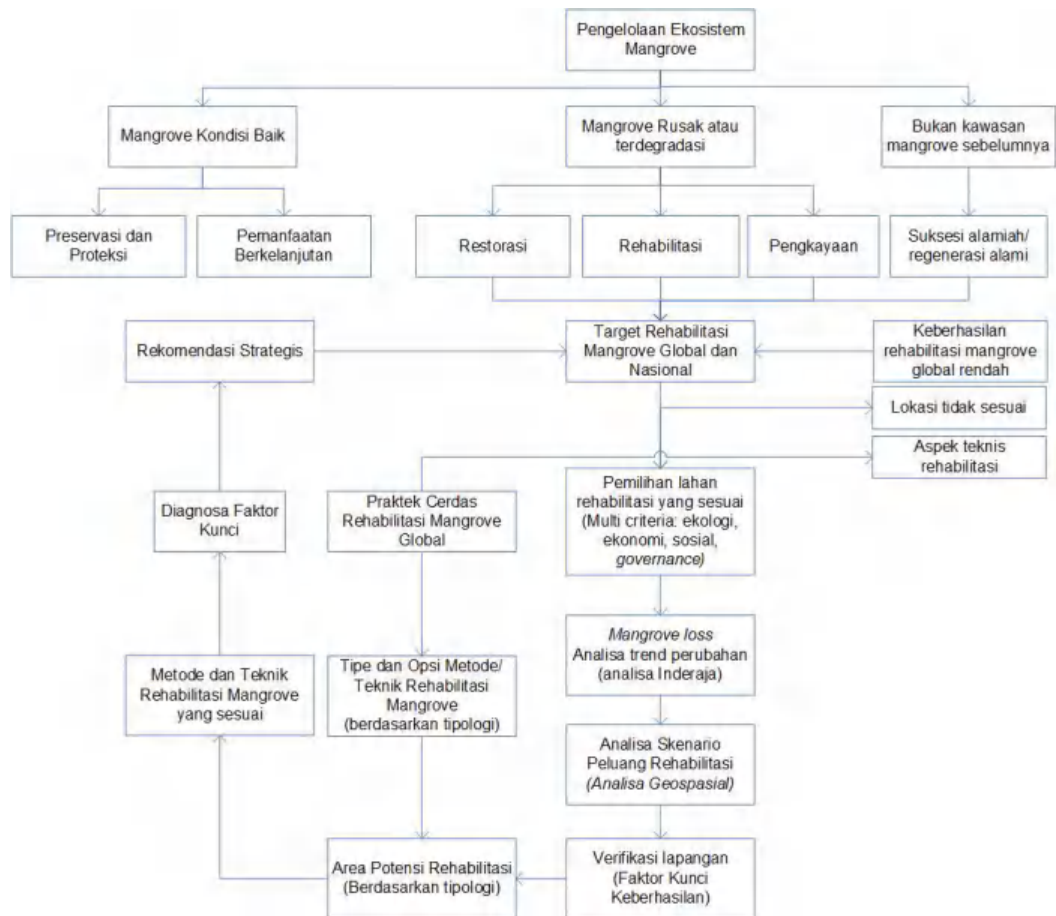 Pengelolaan Ekosistem
Mangrove
Mangrove Kondisi Baik
Mangrove Rusak atau
terdegradasi
Bukan kawasan
mangrove sebelumnya
Preservasi dan
Proteksi
Pemanfaatan
Berkelanjutan
Restorasi
Rehabilitasi
Pengkayaan
Suksesi alamiah/
regenerasi alami
Rekomendasi Strategis
Target Rehabilitasi
Mangrove Global dan
Nasional
Keberhasilan
rehabilitasi mangrove
global rendah
Lokasi tidak sesuai
Aspek teknis
rehabilitasi
Diagnosa Faktor
Kunci
Praktek Cerdas
Rehabilitasi Mangrove
Global
Pemilihan lahan
rehabilitasi yang sesuai
(Multi criteria: ekologi,
ekonomi, sosial,
governance)
Metode dan Teknik
Rehabilitasi Mangrove
yang sesuai
Tipe dan Opsi Metode/
Teknik Rehabilitasi
Mangrove
(berdasarkan tipologi)
Mangrove loss
Analisa trend perubahan
(analisa Inderaja)
Analisa Skenario
Peluang Rehabilitasi
(Analisa Geospasial)
Area Potensi Rehabilitasi
(Berdasarkan tipologi)
Verifikasi lapangan
(Faktor Kunci
Keberhasilan)